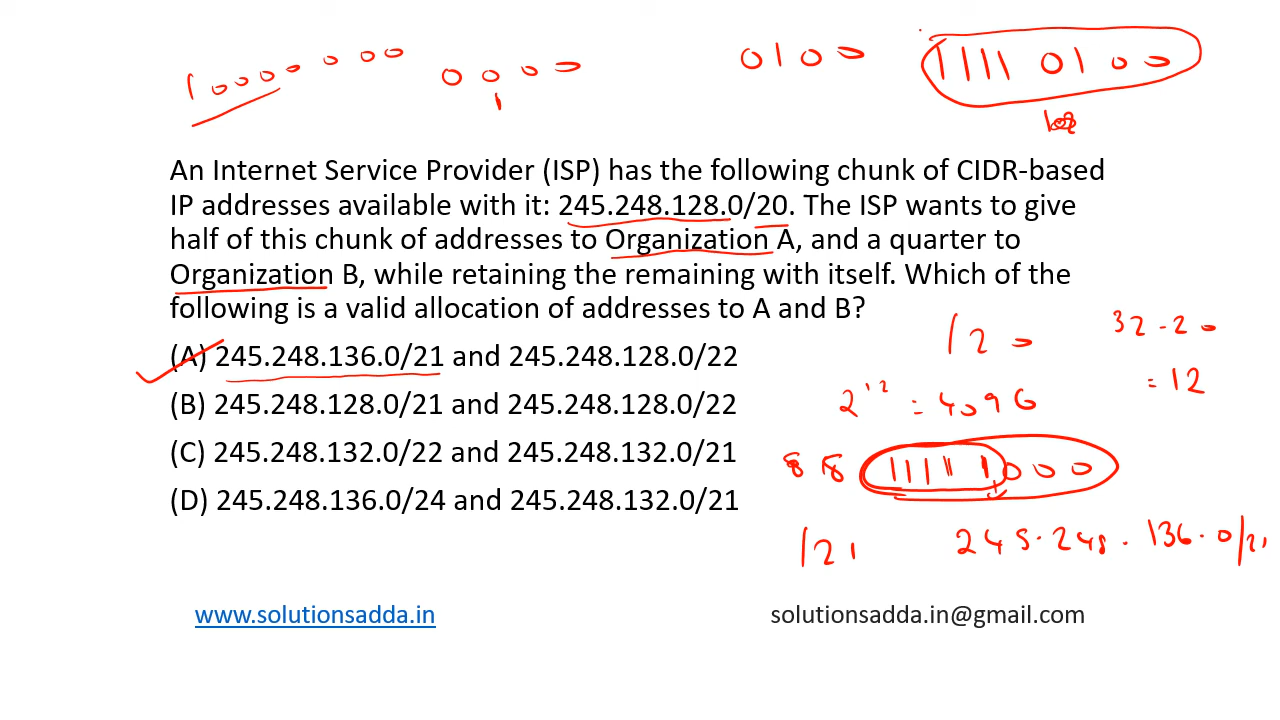 10000000 0000 0100 11110100
1
An Internet Service Provider (ISP) has the following chunk of CIDR-based
IP addresses available with it: 245.248.128.0/20. The ISP wants to give
half of this chunk of addresses to Organization A, and a quarter to
Organization B, while retaining the remaining with itself. Which of the
following is a valid allocation of addresses to A and B?
/20 32-20
(A) 245.248.136.0/21 and 245.248.128.0/22
=12
2^12 = 4096
(B) 245.248.128.0/21 and 245.248.128.0/22
(C) 245.248.132.0/22 and 245.248.132.0/21
8 8 11111000
(D) 245.248.136.0/24 and 245.248.132.0/21
/21 245.248.136.0/21
www.solutionsadda.in solutionsadda.in@gmail.com